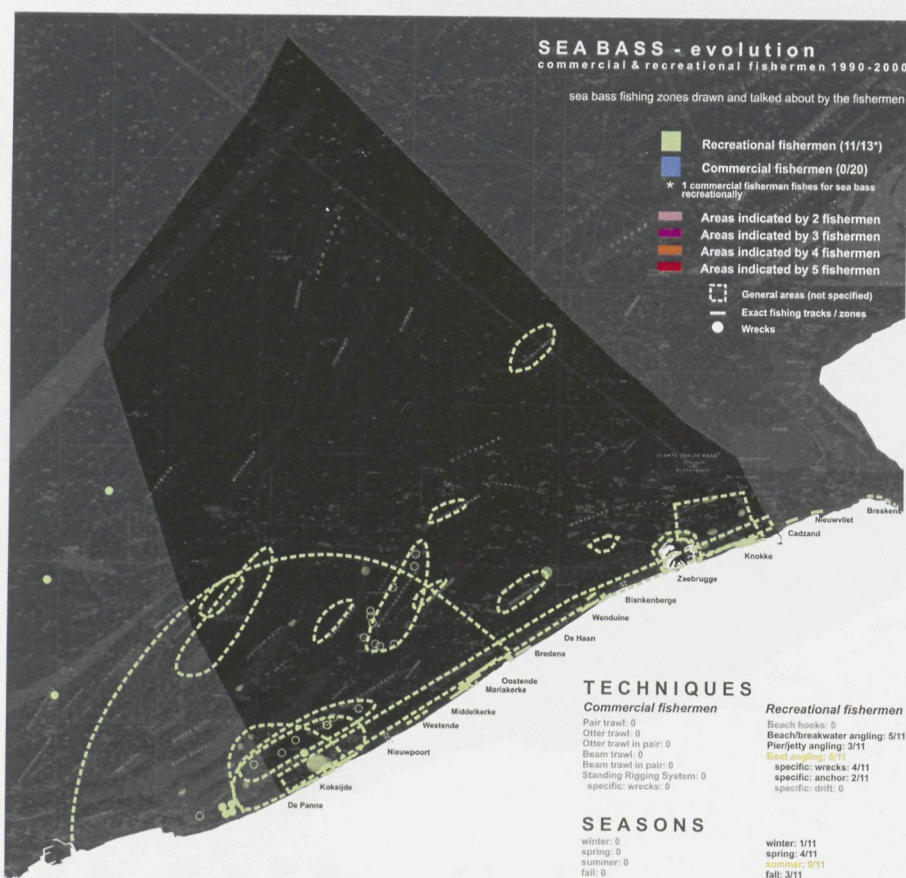 SEA BASS - evolution
commercial & recreational fishermen 1990-2000
sea bass fishing zones drawn and talked about by the fishermen
Recreational fishermen (11/13*)
Commercial fishermen (0/20)
* 1 commercial fisherman fishes for sea bass
recreationally
Areas indicated by 2 fishermen
Areas indicated by 3 fishermen
Areas indicated by 4 fishermen
Areas indicated by 5 fishermen
General areas (not specified)
Exact fishing tracks / zones
Wrecks
Breskens
Nieuwvliet
Cadzand
Knokke
Zeebrugge
Blankenberge
Wenduine
De Haan
Bredene
Oostende
Mariakerke
Middelkerke
Westende
Nieuwpoort
Koksijde
De Panne
TECHNIQUES
Commercial fishermen
Pair trawl: 0
Otter trawl: 0
Otter trawl in pair: 0
Beam trawl: 0
Beam trawl in pair: 0
Standing Rigging System: 0
specific: wrecks: 0
Recreational fishermen
Beach hooks: 0
Beach/breakwater angling: 5/11
Pier/jetty angling: 3/11
Boat angling: 8/11
specific: wrecks: 4/11
specific: anchor: 2/11
specific: drift: 0
SEASONS
winter: 0
spring: 0
summer: 0
fall: 0
winter: 1/11
spring: 4/11
summer: 9/11
fall: 3/11